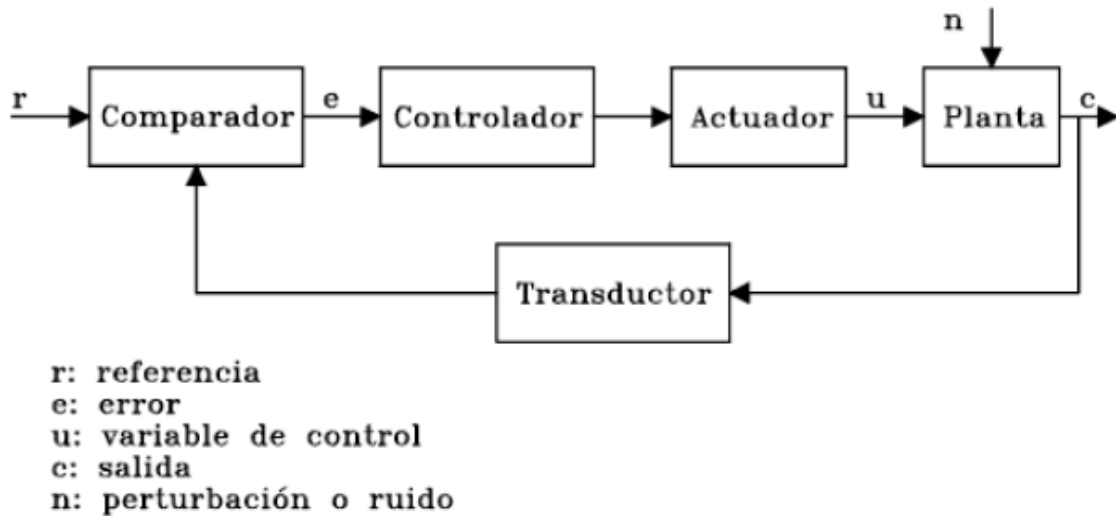 n
r
Comparador
e
Controlador
Actuador
u
Planta
c
Transductor
r: referencia
e: error
u: variable de control
c: salida
n: perturbación o ruido